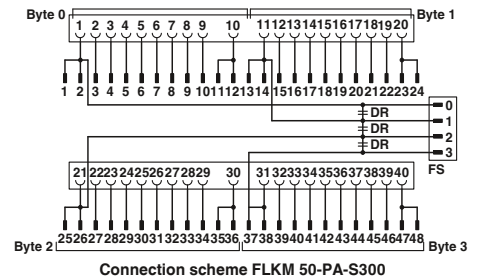 Byte 0 Byte 1
1 2 3 4 5 6 7 8 9 10 11 12 13 14 15 16 17 18 19 20
1 2 3 4 5 6 7 8 9 10 11 12 13 14 15 16 17 18 19 20 21 22 23 24
0
DR
1
DR
2
DR
3
FS
21 22 23 24 25 26 27 28 29 30 31 32 33 34 35 36 37 38 39 40
25 26 27 28 29 30 31 32 33 34 35 36 37 38 39 40 41 42 43 44 45 46 47 48
Byte 2 Byte 3
Connection scheme FLKM 50-PA-S300